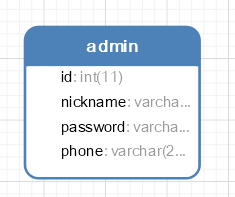 admin
id: int(11)
nickname: varcha...
password: varcha...
phone: varchar(2...